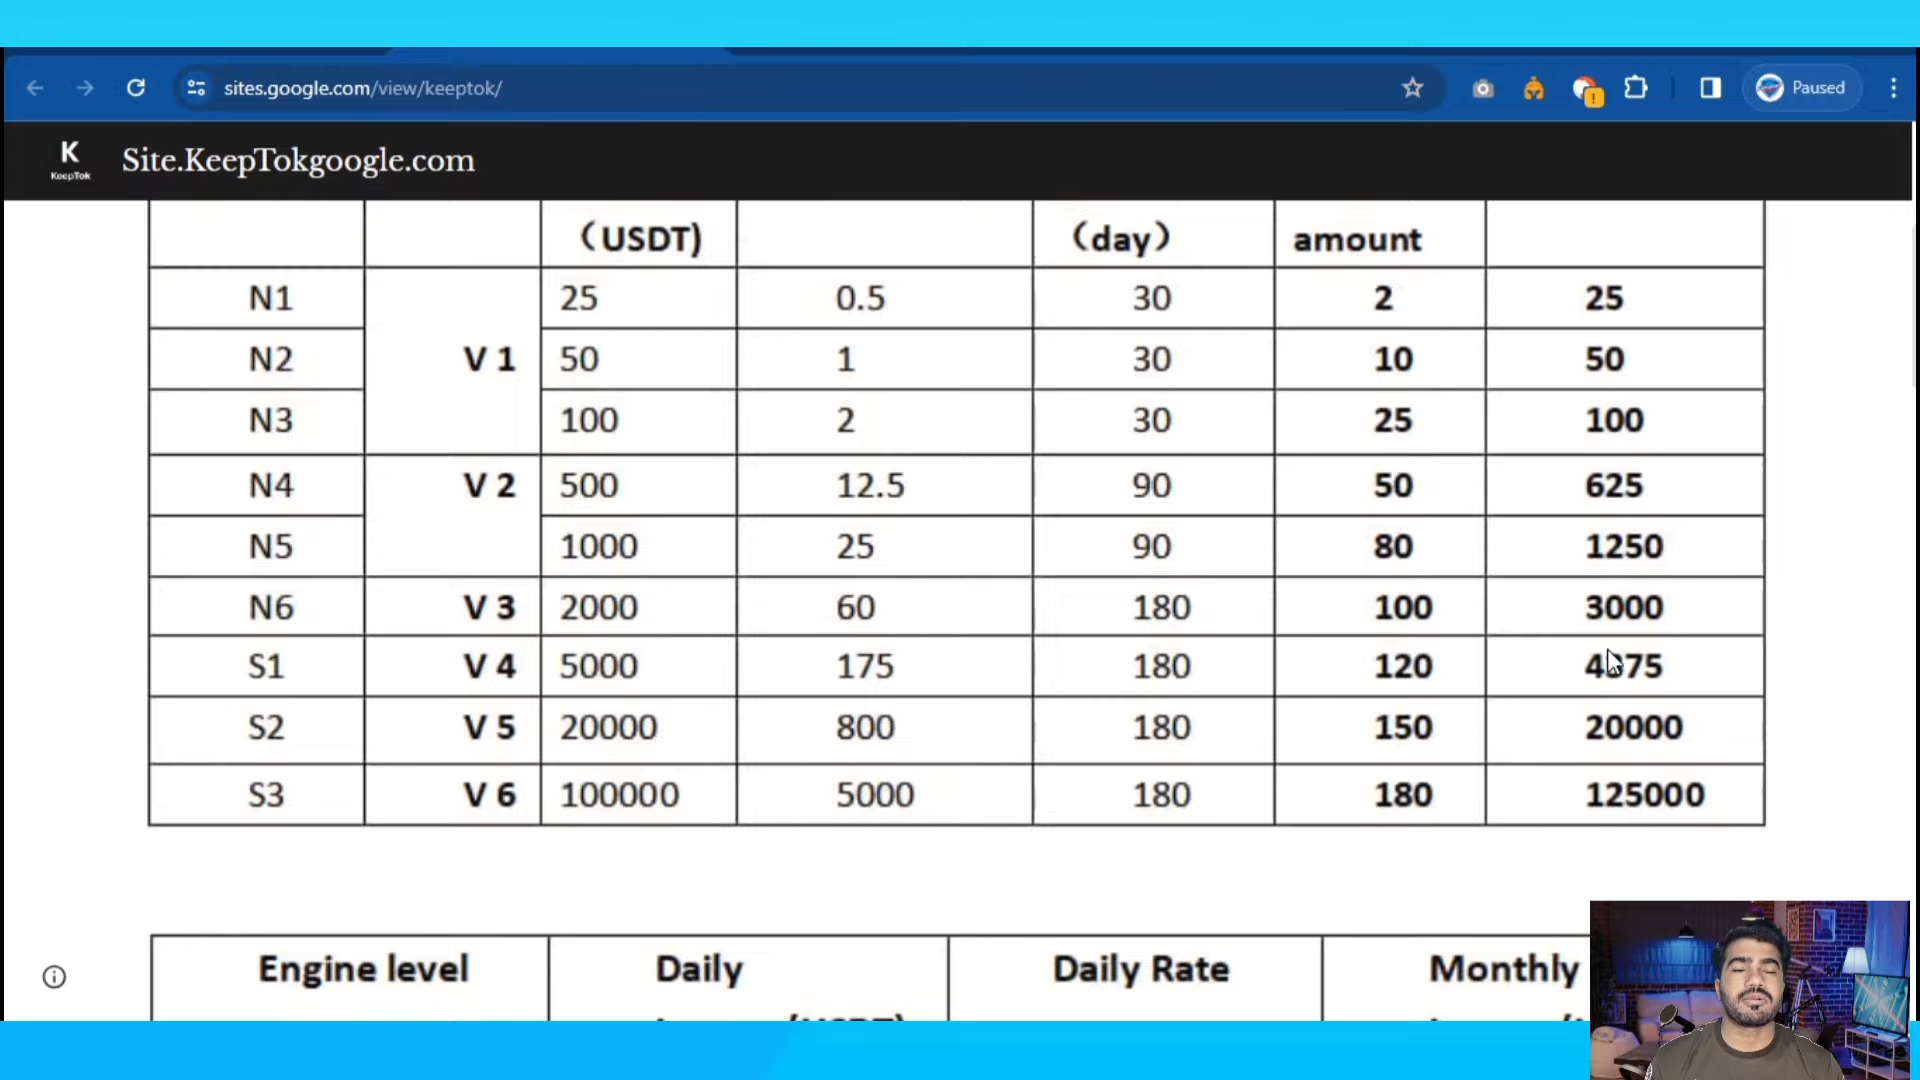 sites.google.com/view/keeptok/
Paused
K
KeepTok
Site.KeepTokgoogle.com
(USDT) (day) amount
N1 25 0.5 30 2 25
N2 V 1 50 1 30 10 50
N3 100 2 30 25 100
N4 V 2 500 12.5 90 50 625
N5 1000 25 90 80 1250
N6 V 3 2000 60 180 100 3000
S1 V 4 5000 175 180 120
S2 V 5 20000 800 180 150 20000
S3 V 6 100000 5000 180 180 125000
Engine level Daily Daily Rate Monthly